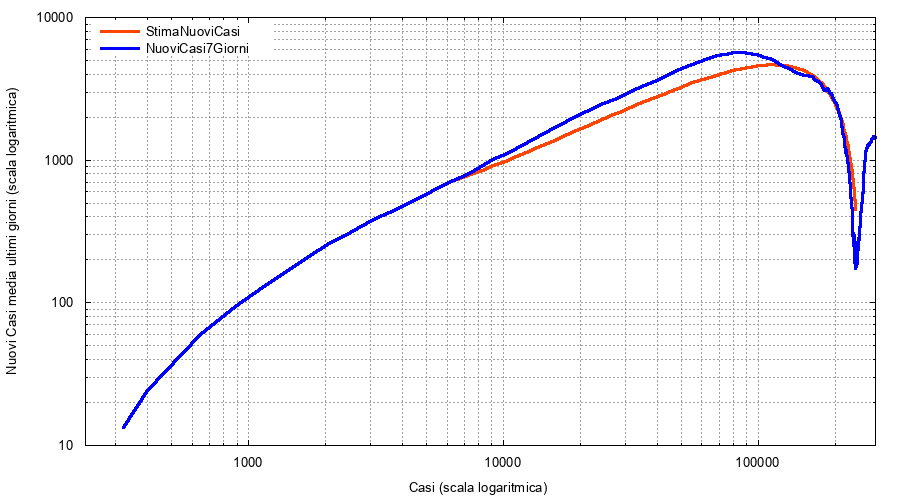 10000
1000
100
10
StimaNuoviCasi
NuoviCasi7Giorni
Nuovi Casi media ultimi giorni (scala logaritmica)
1000
10000
100000
Casi (scala logaritmica)